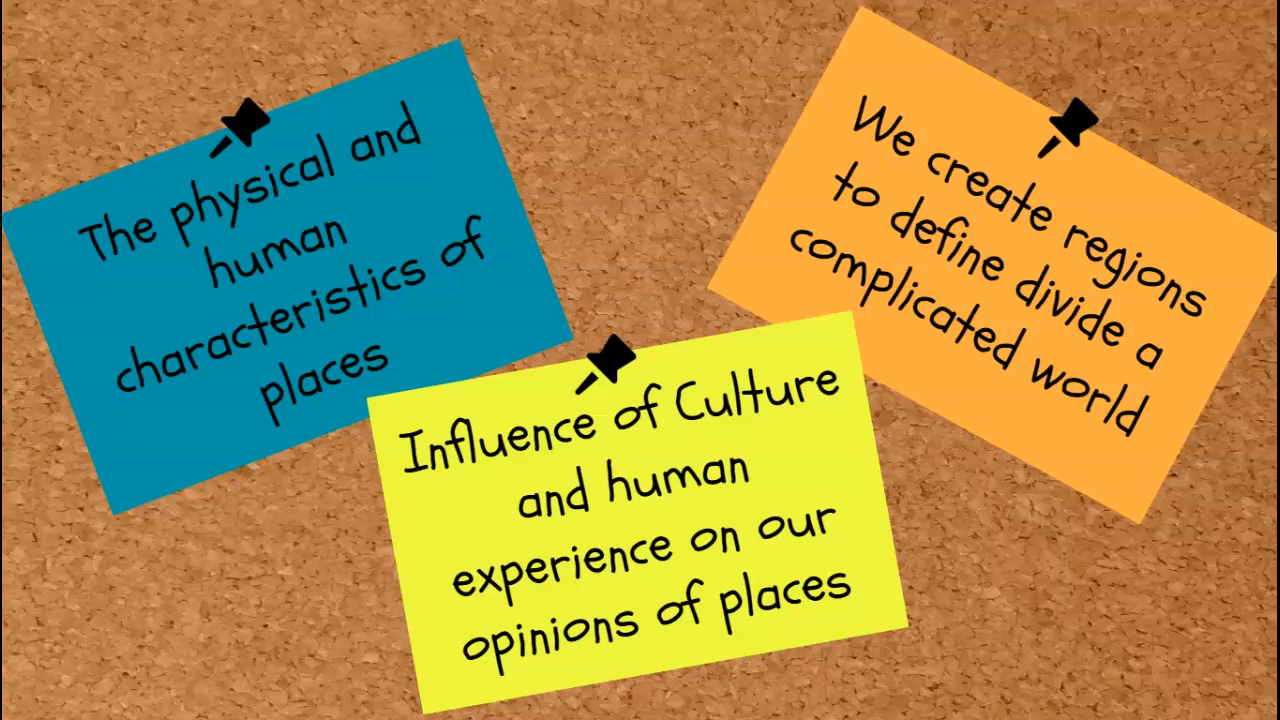 The physical and
human
characteristics of
places
We create regions
to define divide a
complicated world
Influence of Culture
and human
experience on our
opinions of places